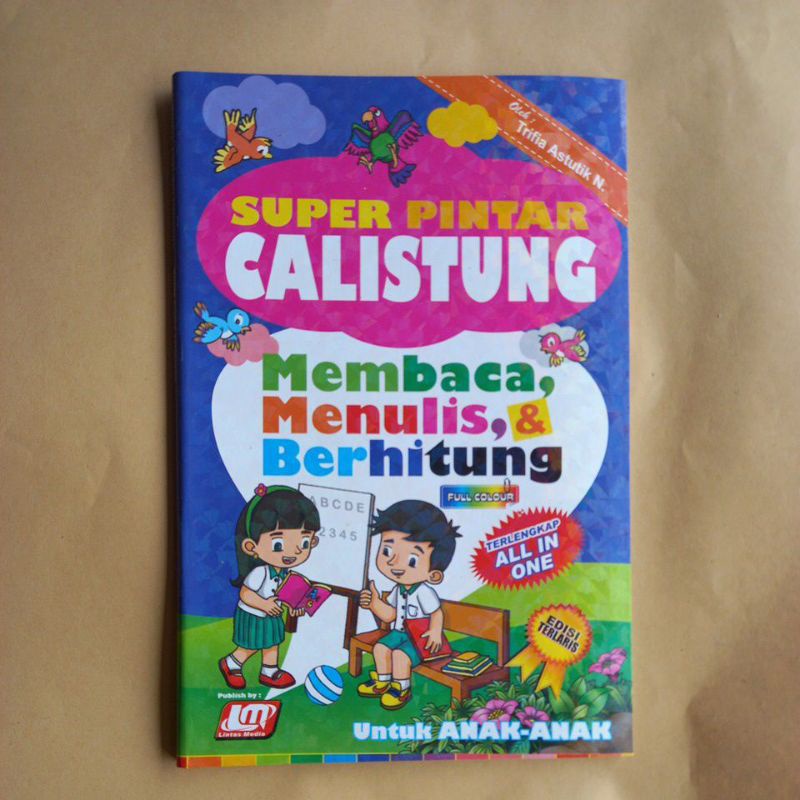 Oleh :
Trifia Astutik N.
SUPER PINTAR
CALISTUNG
Membaca,
Menulis, &
Berhitung
FULL COLOUR
ABCDE
12345
TERLENGKAP
ALL IN
ONE
EDISI
TERLARIS
Publish by :
LM
Lintas Media
Untuk ANAK-ANAK